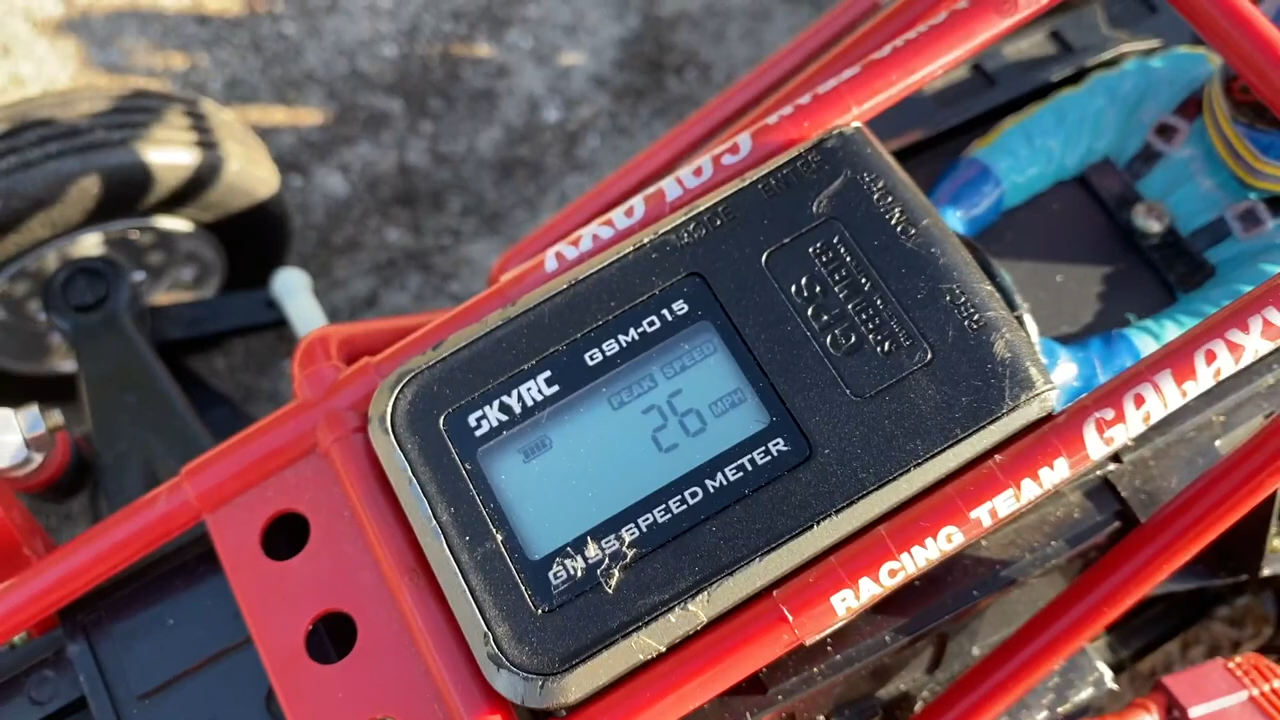 GALAXY
SKYRC GSM-015
PEAK SPEED
26 MPH
GNSS SPEED METER
MODE ENTER
ON/OFF
GPS
SPEED METER
RACING TEAM GALAXY